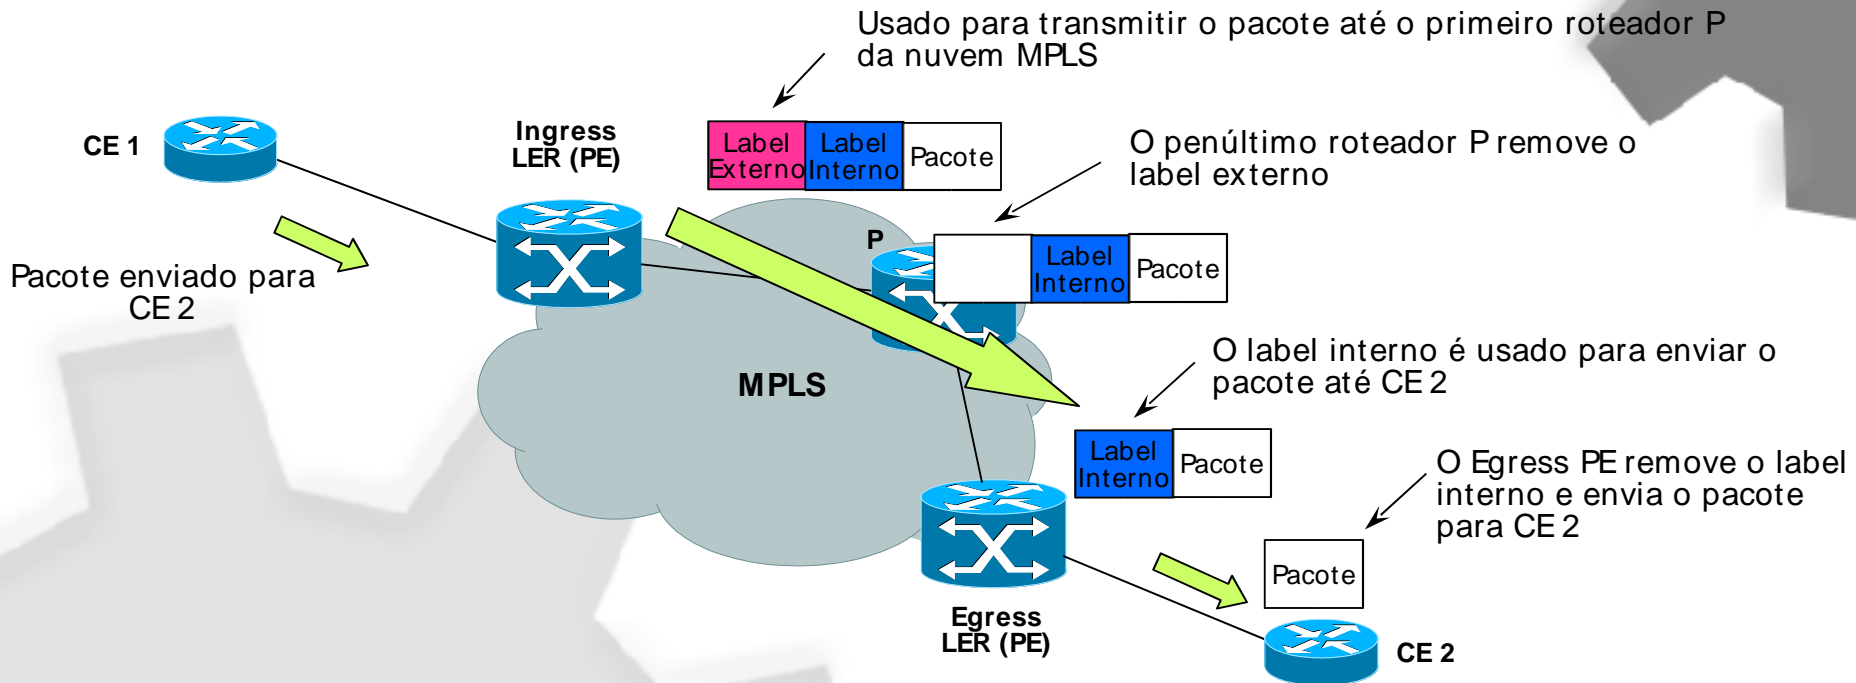 Usado para transmitir o pacote até o primeiro roteador P
da nuvem MPLS
CE 1
Ingress
LER (PE)
Label
Externo
Label
Interno
Pacote
O penúltimo roteador P remove o
label externo
Pacote enviado para
CE 2
P
Label
Interno
Pacote
MPLS
O label interno é usado para enviar o
pacote até CE 2
Label
Interno
Pacote
O Egress PE remove o label
interno e envia o pacote
para CE 2
Pacote
Egress
LER (PE)
CE 2